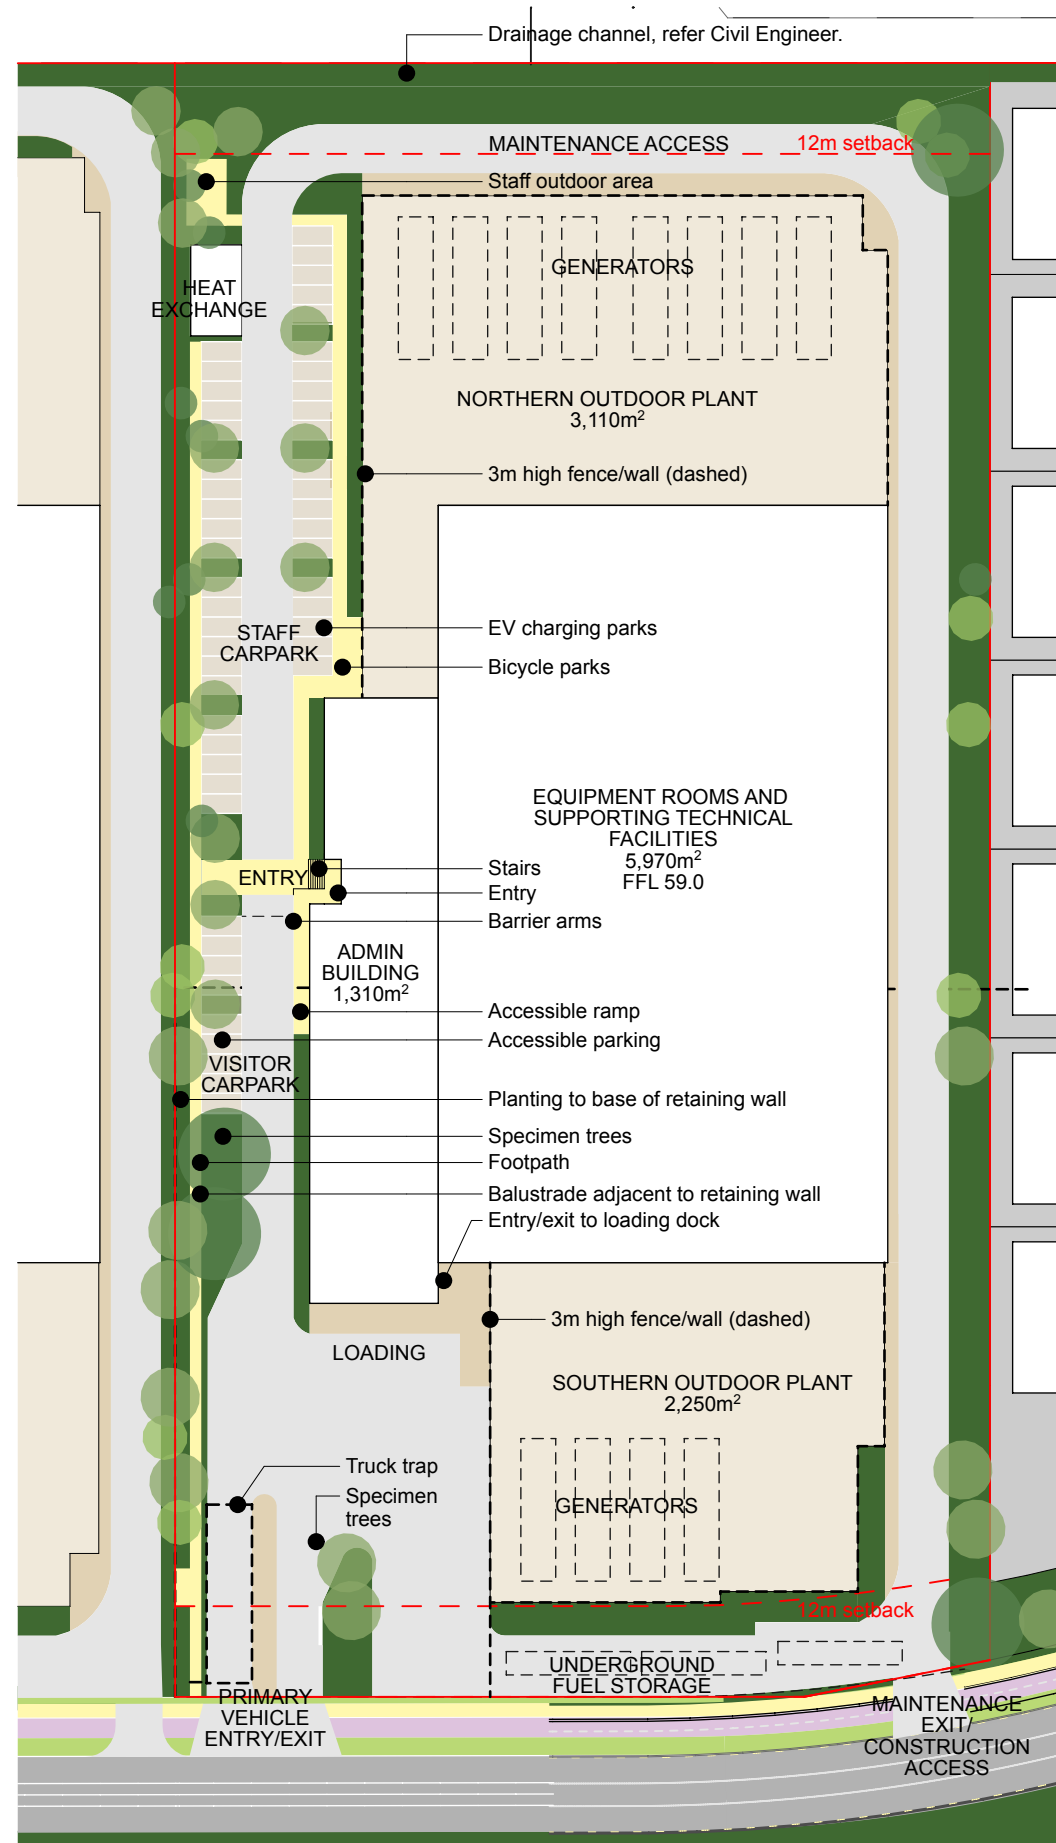 Drainage channel, refer Civil Engineer.
MAINTENANCE ACCESS
12m setback
Staff outdoor area
GENERATORS
HEAT
EXCHANGE
NORTHERN OUTDOOR PLANT
3,110m²
3m high fence/wall (dashed)
EV charging parks
STAFF
CARPARK
Bicycle parks
EQUIPMENT ROOMS AND
SUPPORTING TECHNICAL
FACILITIES
5,970m²
FFL 59.0
Stairs
ENTRY
Entry
Barrier arms
ADMIN
BUILDING
1,310m²
Accessible ramp
Accessible parking
VISITOR
CARPARK
Planting to base of retaining wall
Specimen trees
Footpath
Balustrade adjacent to retaining wall
Entry/exit to loading dock
3m high fence/wall (dashed)
LOADING
SOUTHERN OUTDOOR PLANT
2,250m²
Truck trap
Specimen
trees
GENERATORS
12m setback
UNDERGROUND
FUEL STORAGE
PRIMARY
VEHICLE
ENTRY/EXIT
MAINTENANCE
EXIT/
CONSTRUCTION
ACCESS